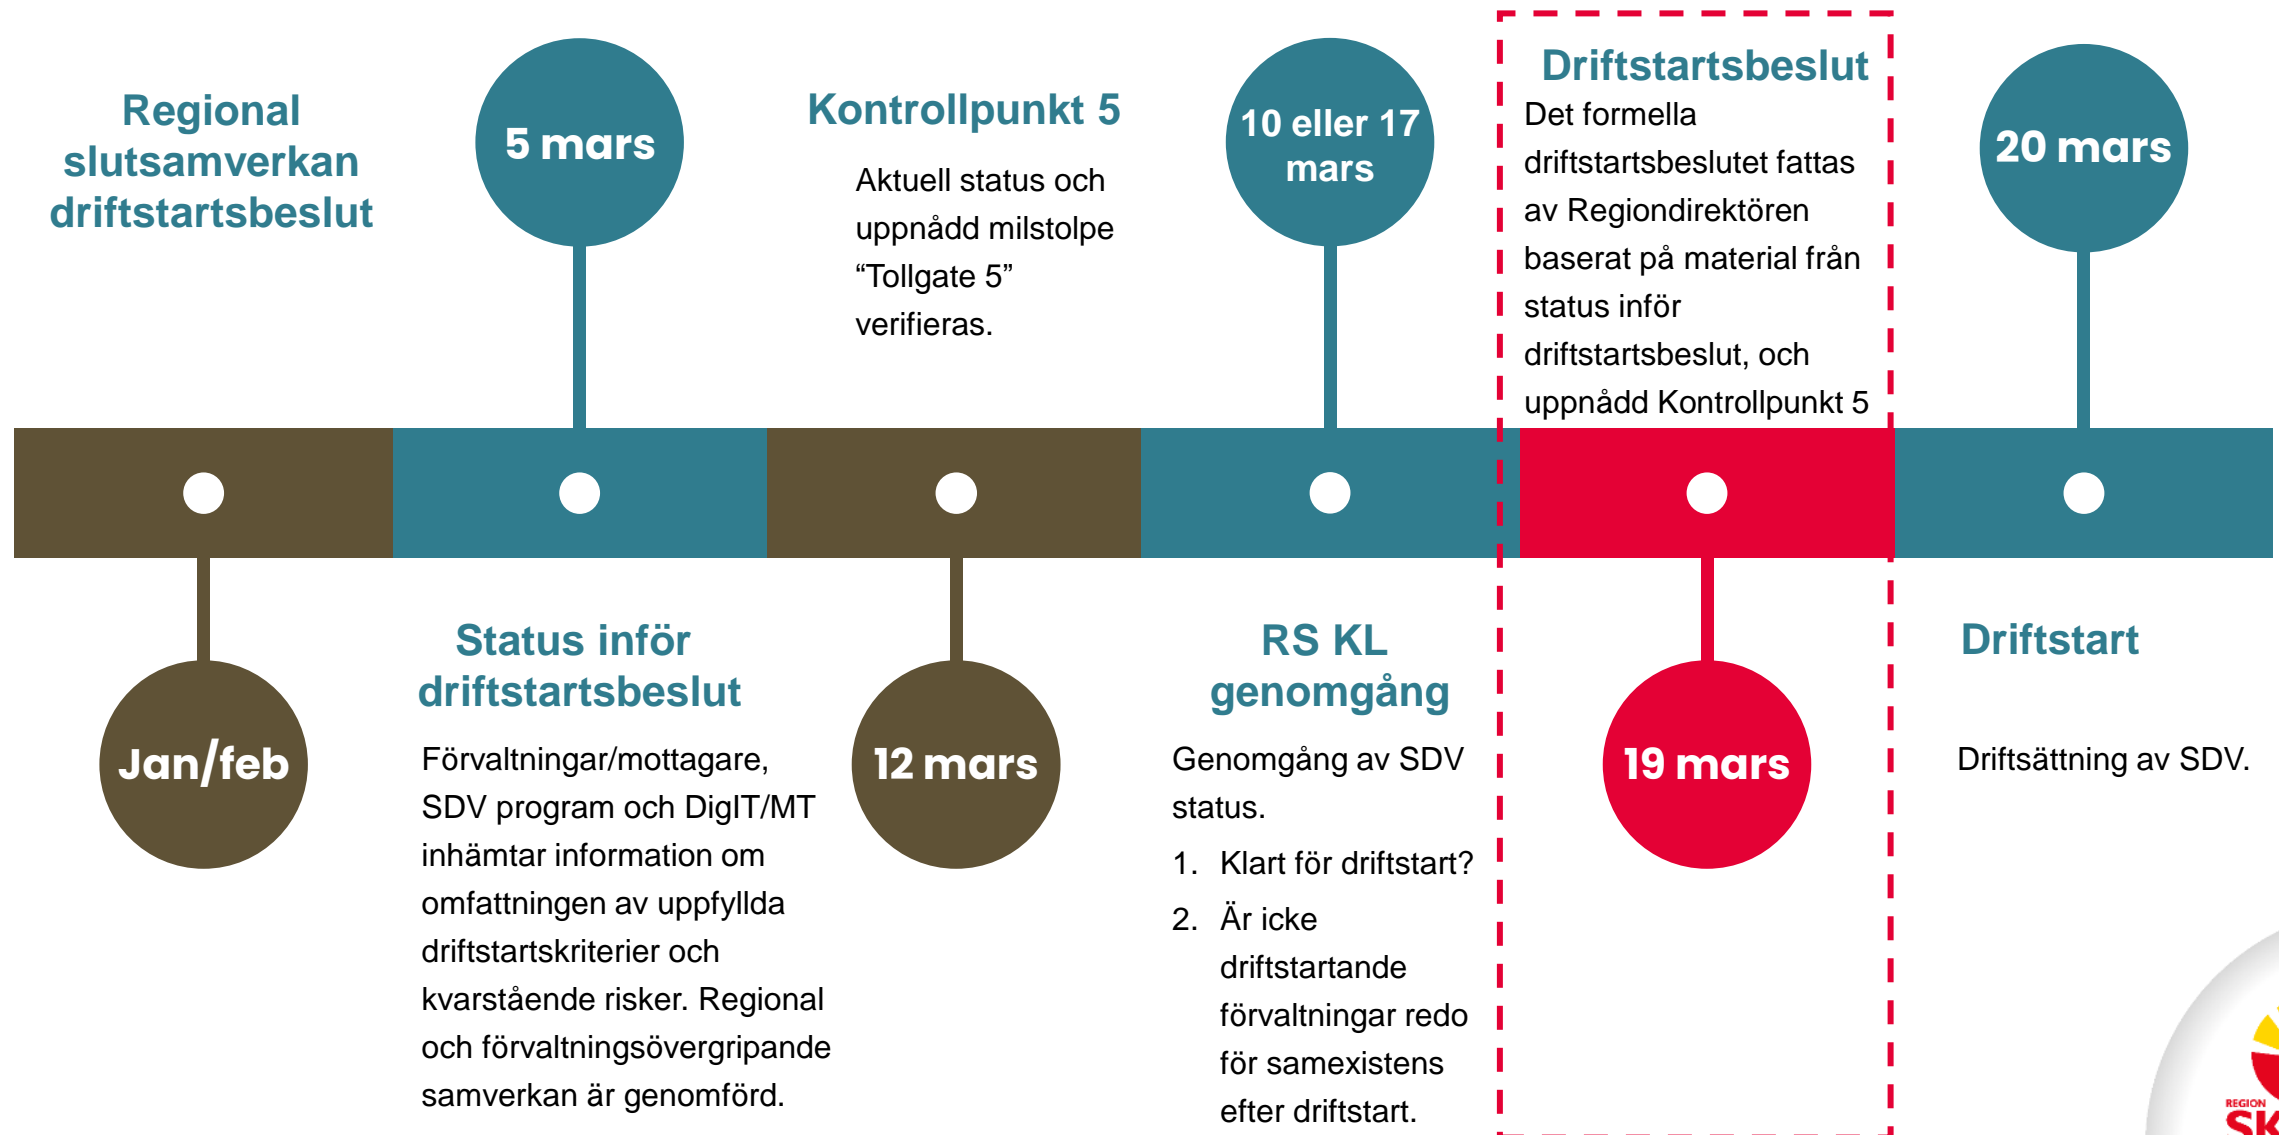 Regional
slutsamverkan
driftstartsbeslut
Jan/feb
5 mars
Status inför
driftstartsbeslut
Förvaltningar/mottagare,
SDV program och DigIT/MT
inhämtar information om
omfattningen av uppfyllda
driftstartskriterier och
kvarstående risker. Regional
och förvaltningsövergripande
samverkan är genomförd.
Kontrollpunkt 5
Aktuell status och
uppnådd milstolpe
“Tollgate 5”
verifieras.
12 mars
10 eller 17
mars
RS KL
genomgång
Genomgång av SDV
status.
1. Klart för driftstart?
2. Är icke
driftstartande
förvaltningar redo
för samexistens
efter driftstart.
Driftstartsbeslut
Det formella
driftstartsbeslutet fattas
av Regiondirektören
baserat på material från
status inför
driftstartsbeslut, och
uppnådd Kontrollpunkt 5
19 mars
20 mars
Driftstart
Driftsättning av SDV.
REGION